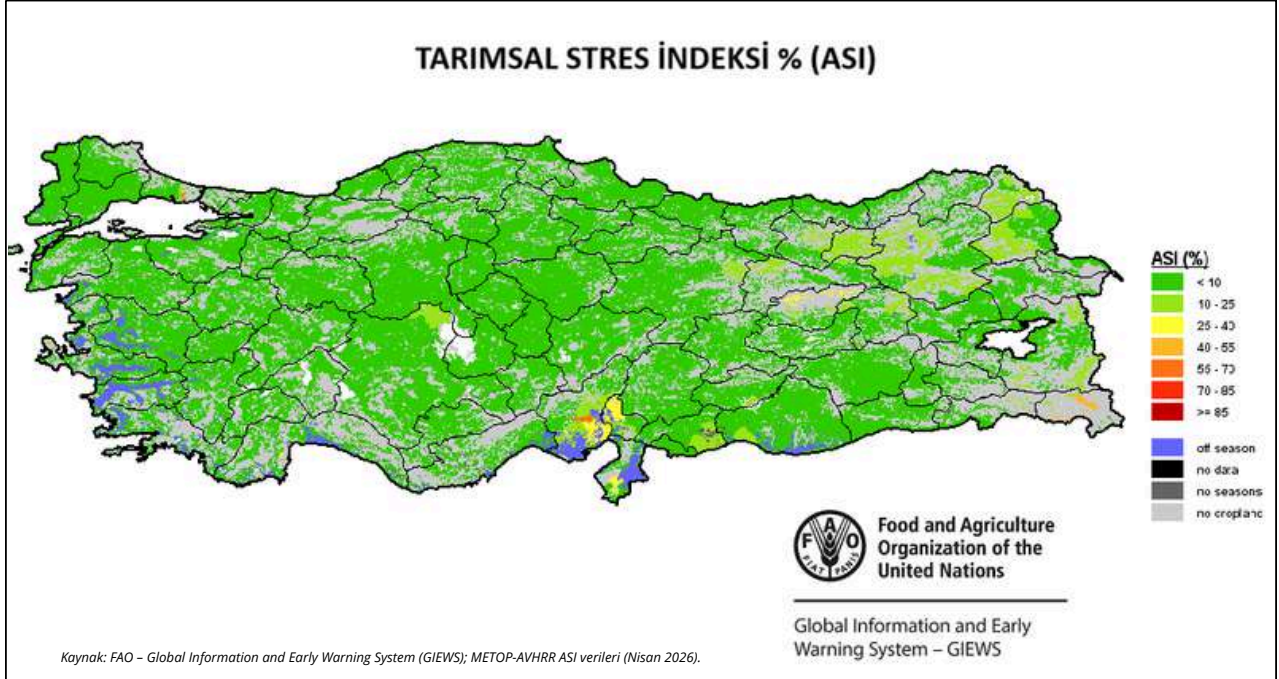 TARIMSAL STRES İNDEKSİ % (ASI)
ASI (%)
< 10
10 - 25
25 - 40
40 - 55
55 - 70
70 - 85
>= 85
off season
no data
no seasons
no cropland
F A O
FIAT PANIS
Food and Agriculture
Organization of the
United Nations
Global Information and Early
Warning System – GIEWS
Kaynak: FAO – Global Information and Early Warning System (GIEWS); METOP-AVHRR ASI verileri (Nisan 2026).